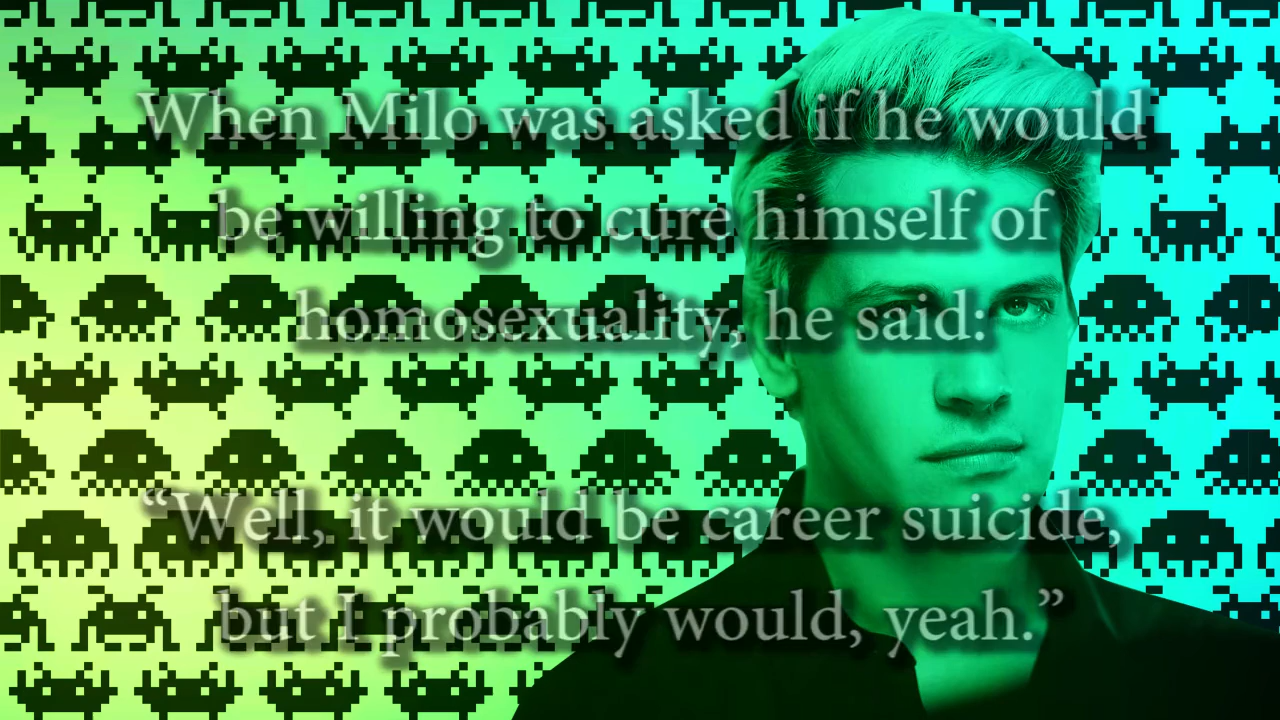 When Milo was asked if he would
be willing to cure himself of
homosexuality, he said:
“Well, it would be career suicide,
but I probably would, yeah.”